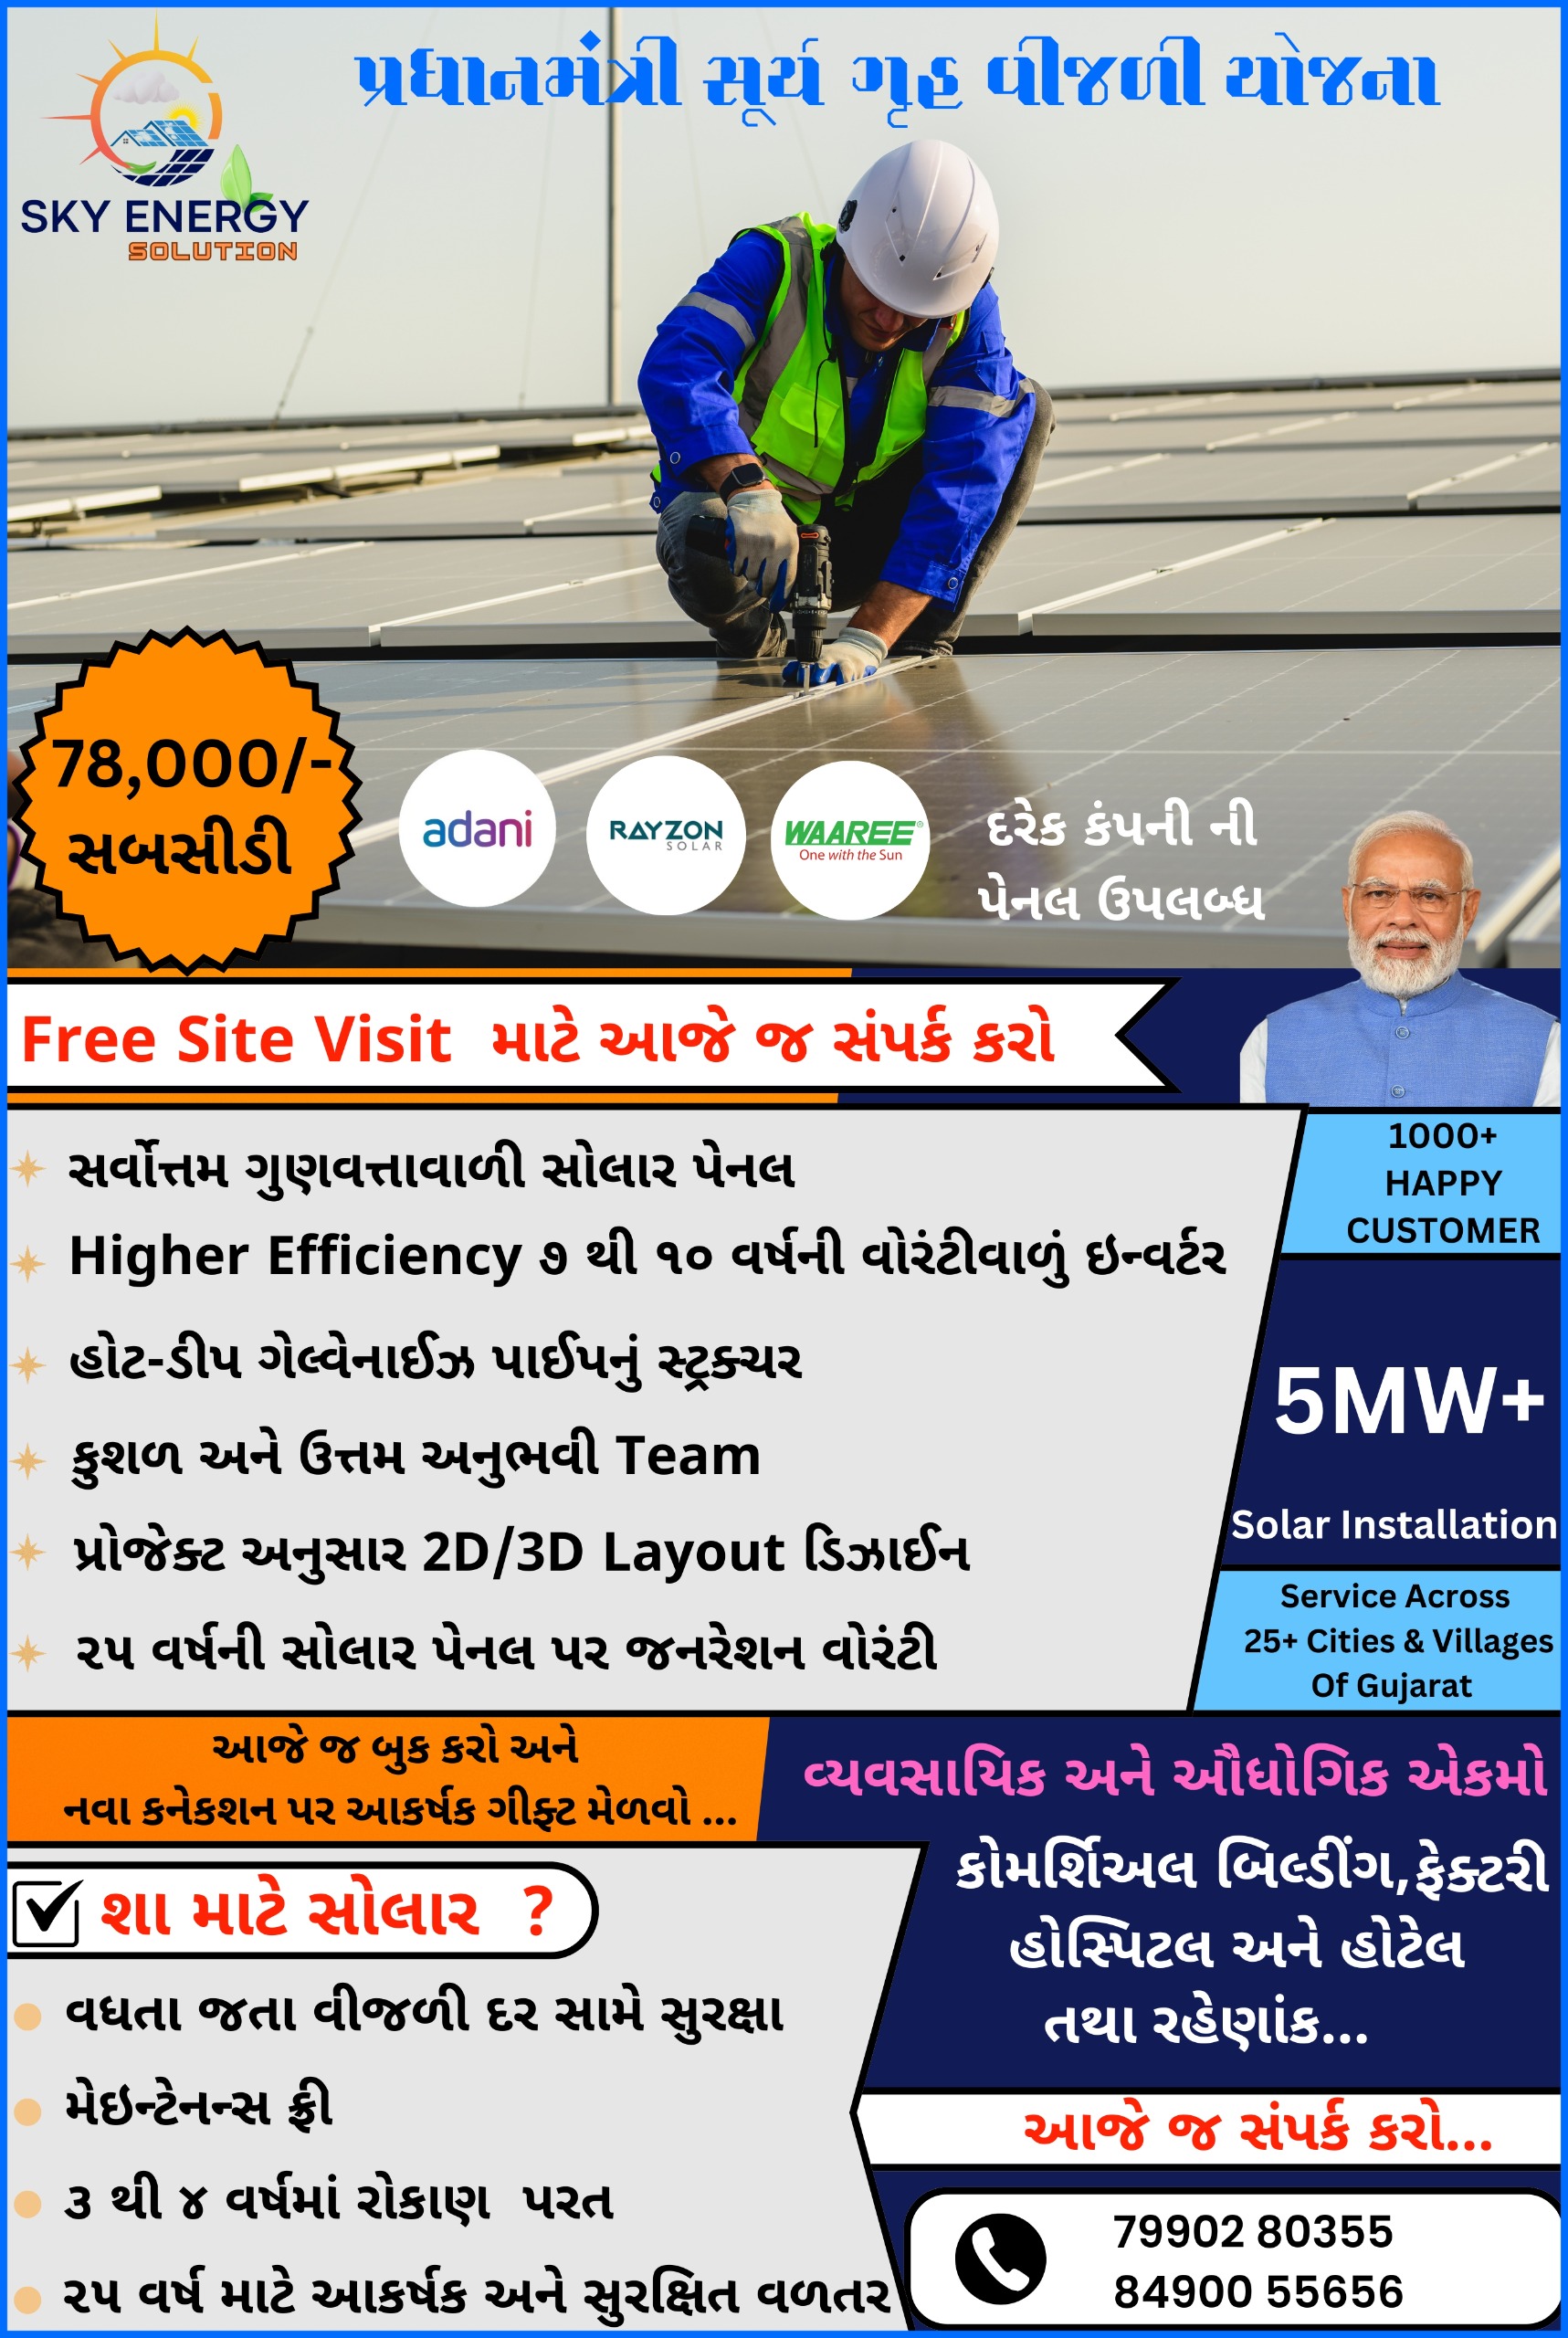 પ્રધાનમંત્રી સૂર્ય ગૃહ વીજળી યોજના
SKY ENERGY
SOLUTION
78,000/-
સબસીડી
adani
RAYZON
SOLAR
WAAREE®
One with the Sun
દરેક કંપની ની
પેનલ ઉપલબ્ધ
Free Site Visit માટે આજે જ સંપર્ક કરો
સર્વોત્તમ ગુણવત્તાવાળી સોલાર પેનલ
Higher Efficiency ૭ થી ૧૦ વર્ષની વોરંટીવાળું ઇન્વર્ટર
હોટ-ડીપ ગેલ્વેનાઈઝ પાઈપનું સ્ટ્રક્ચર
કુશળ અને ઉત્તમ અનુભવી Team
પ્રોજેક્ટ અનુસાર 2D/3D Layout ડિઝાઈન
૨૫ વર્ષની સોલાર પેનલ પર જનરેશન વોરંટી
1000+
HAPPY
CUSTOMER
5MW+
Solar Installation
Service Across
25+ Cities & Villages
Of Gujarat
આજે જ બુક કરો અને
નવા કનેકશન પર આકર્ષક ગીફ્ટ મેળવો ...
વ્યવસાયિક અને ઔધોગિક એકમો
કોમર્શિઅલ બિલ્ડીંગ,ફેક્ટરી
હોસ્પિટલ અને હોટેલ
તથા રહેણાંક...
શા માટે સોલાર ?
વધતા જતા વીજળી દર સામે સુરક્ષા
મેઇન્ટેનન્સ ફ્રી
૩ થી ૪ વર્ષમાં રોકાણ પરત
૨૫ વર્ષ માટે આકર્ષક અને સુરક્ષિત વળતર
આજે જ સંપર્ક કરો...
79902 80355
84900 55656